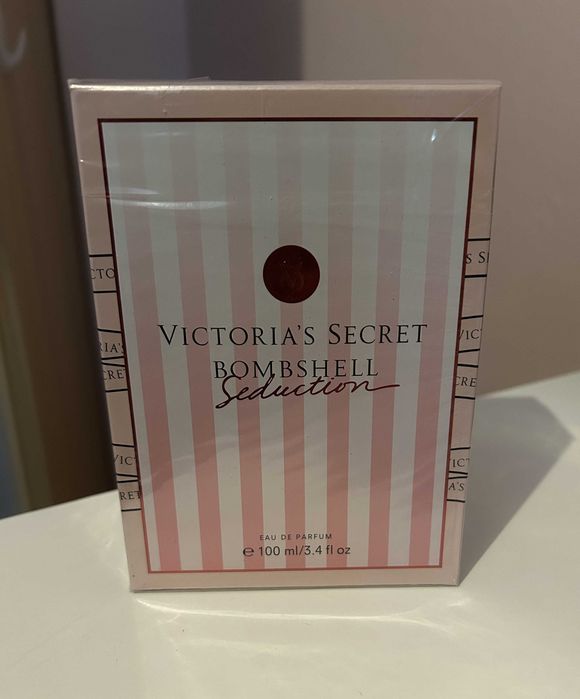 VICTORIA'S SECRET
BOMBSHELL
Seduction
EAU DE PARFUM
e 100 ml/3.4 fl oz